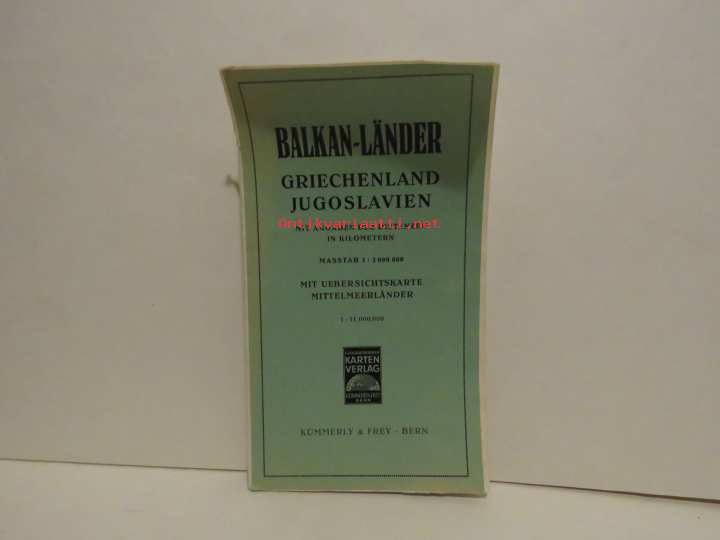 BALKAN-LÄNDER
GRIECHENLAND
JUGOSLAVIEN
Antikvariaatti.net
IN KILOMETERN
MASSTAB 1 : 2 000 000
MIT UEBERSICHTSKARTE
MITTELMEERLÄNDER
1 : 11,000,000
KARTEN
VERLAG
BERN
KÜMMERLY & FREY - BERN